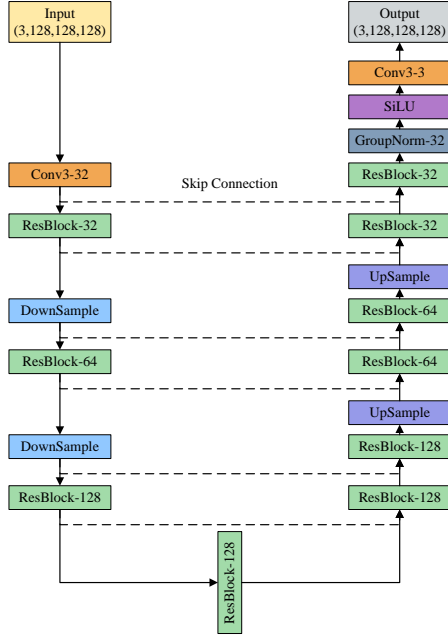 Input
(3,128,128,128)
Output
(3,128,128,128)
Conv3-3
SiLU
GroupNorm-32
Conv3-32
Skip Connection
ResBlock-32
ResBlock-32
ResBlock-32
UpSample
DownSample
ResBlock-64
ResBlock-64
ResBlock-64
UpSample
DownSample
ResBlock-128
ResBlock-128
ResBlock-128
ResBlock-128